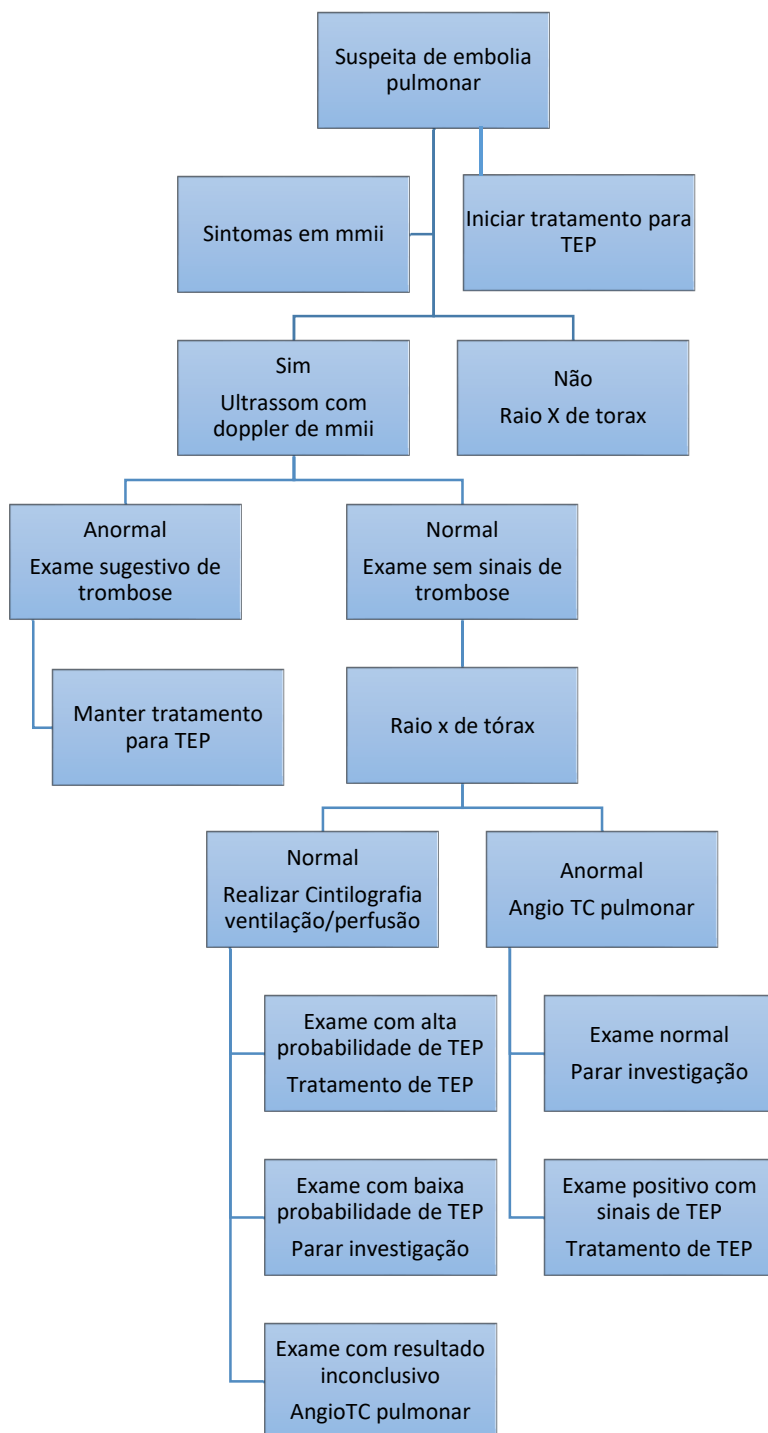 Suspeita de embolia
pulmonar
Sintomas em mmii
Iniciar tratamento para
TEP
Sim
Ultrassom com
doppler de mmii
Não
Raio X de torax
Anormal
Exame sugestivo de
trombose
Normal
Exame sem sinais de
trombose
Manter tratamento
para TEP
Raio x de tórax
Normal
Realizar Cintilografia
ventilação/perfusão
Anormal
Angio TC pulmonar
Exame com alta
probabilidade de TEP
Tratamento de TEP
Exame normal
Parar investigação
Exame com baixa
probabilidade de TEP
Parar investigação
Exame positivo com
sinais de TEP
Tratamento de TEP
Exame com resultado
inconclusivo
AngioTC pulmonar